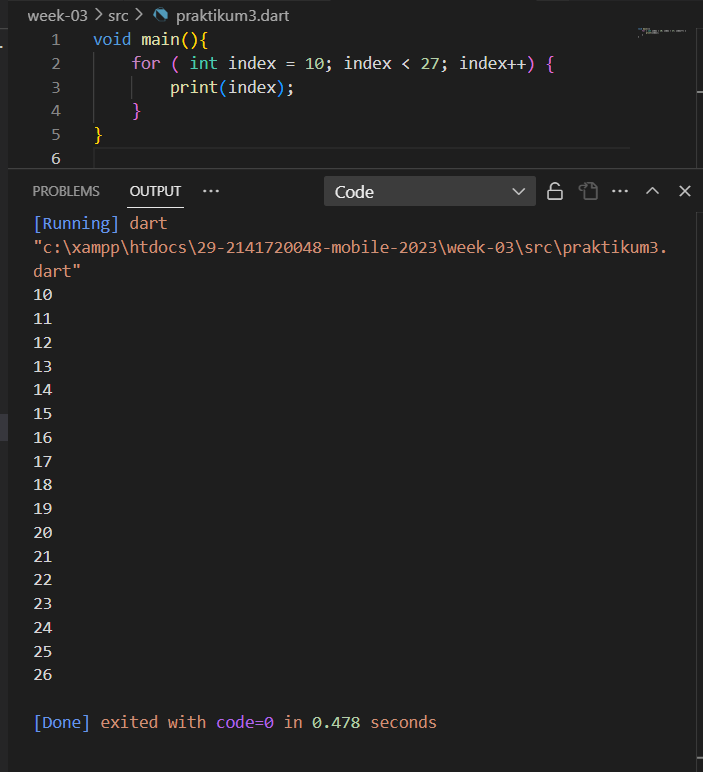 week-03 > src > praktikum3.dart
1 void main(){
2     for ( int index = 10; index < 27; index++) {
3         print(index);
4     }
5 }
6
PROBLEMS OUTPUT ··· Code ···
[Running] dart
"c:\xampp\htdocs\29-2141720048-mobile-2023\week-03\src\praktikum3.
dart"
10
11
12
13
14
15
16
17
18
19
20
21
22
23
24
25
26
[Done] exited with code=0 in 0.478 seconds